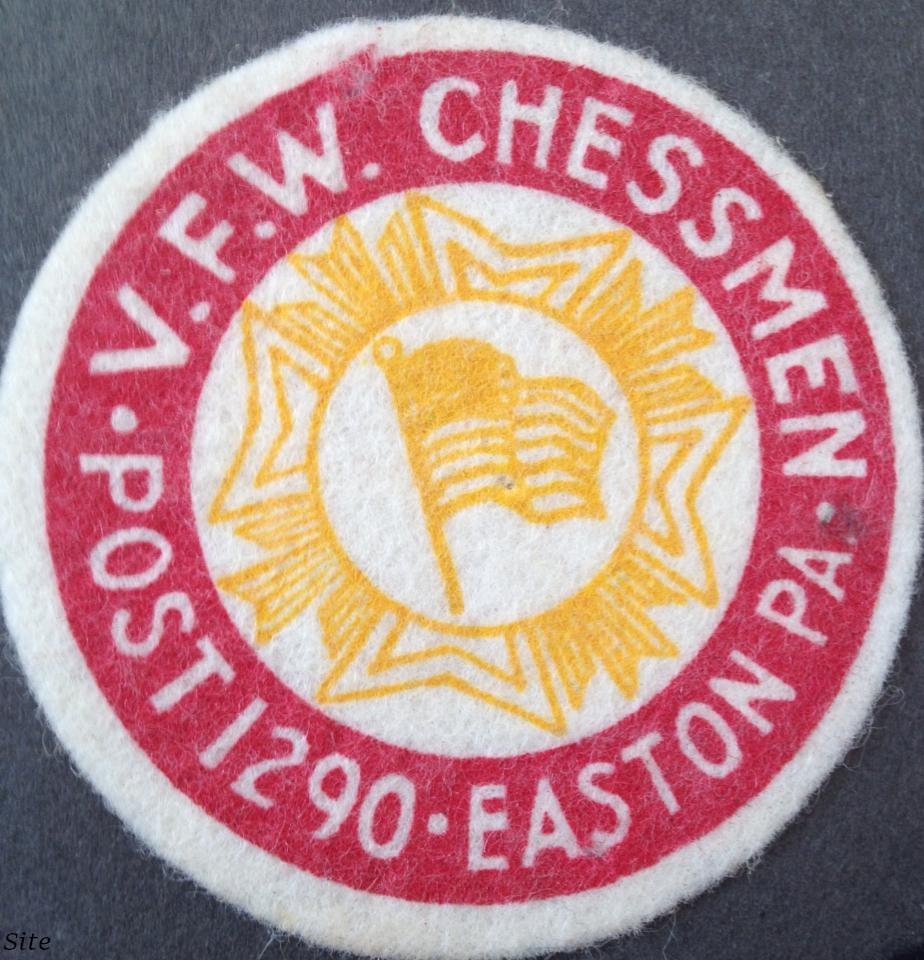 V.F.W. CHESSMEN
POST 1290 · EASTON PA.
Site